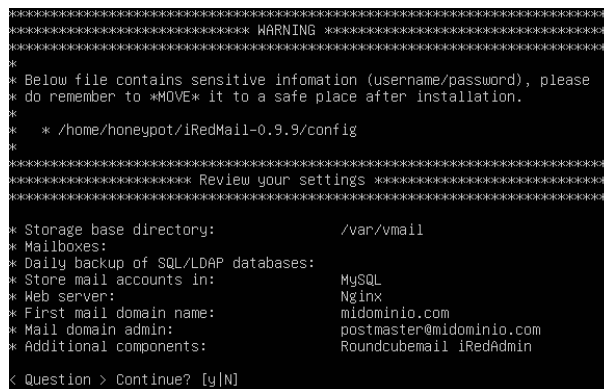 ***************************************************************************
****************************** WARNING ***********************************
***************************************************************************
*
* Below file contains sensitive infomation (username/password), please
* do remember to *MOVE* it to a safe place after installation.
*
*   * /home/honeypot/iRedMail-0.9.9/config
*
***************************************************************************
*********************** Review your settings *****************************
***************************************************************************
* Storage base directory: /var/vmail
* Mailboxes:
* Daily backup of SQL/LDAP databases:
* Store mail accounts in: MySQL
* Web server: Nginx
* First mail domain name: midominio.com
* Mail domain admin: postmaster@midominio.com
* Additional components: Roundcubemail iRedAdmin
< Question > Continue? [y|N]